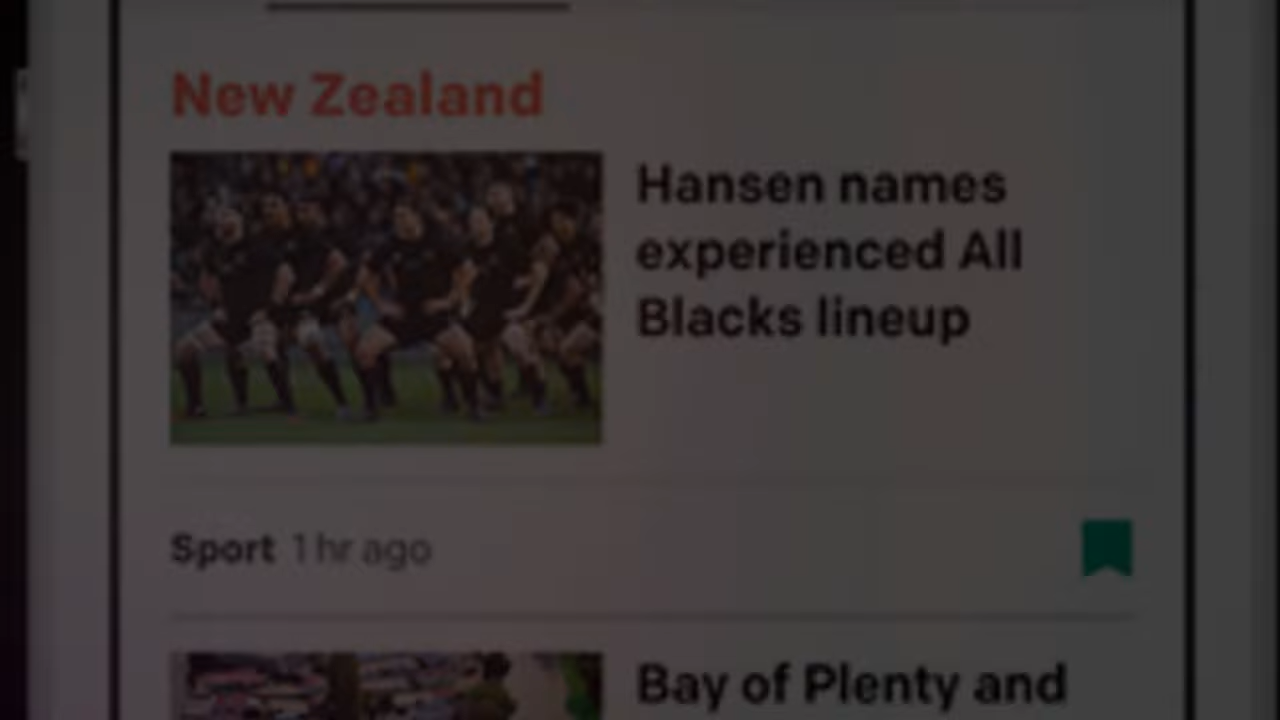 New Zealand
Hansen names
experienced All
Blacks lineup
Sport 1 hr ago
Bay of Plenty and